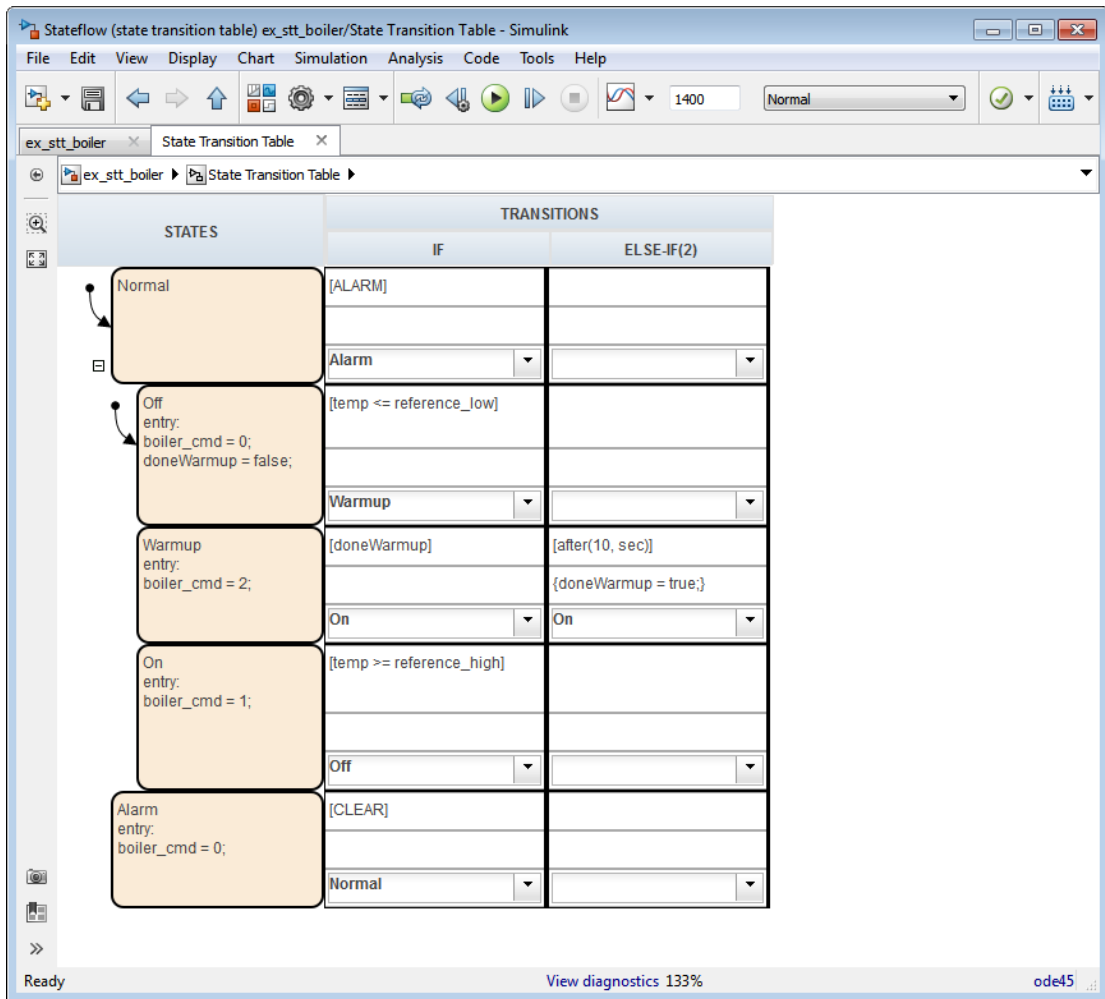 Stateflow (state transition table) ex_stt_boiler/State Transition Table - Simulink
File Edit View Display Chart Simulation Analysis Code Tools Help
1400 Normal
ex_stt_boiler State Transition Table
ex_stt_boiler State Transition Table
STATES
TRANSITIONS
IF ELSE-IF(2)
Normal
[ALARM]
Alarm
Off
entry:
boiler_cmd = 0;
doneWarmup = false;
[temp <= reference_low]
Warmup
Warmup
entry:
boiler_cmd = 2;
[doneWarmup]
On
[after(10, sec)]
{doneWarmup = true;}
On
On
entry:
boiler_cmd = 1;
[temp >= reference_high]
Off
Alarm
entry:
boiler_cmd = 0;
[CLEAR]
Normal
Ready View diagnostics 133% ode45